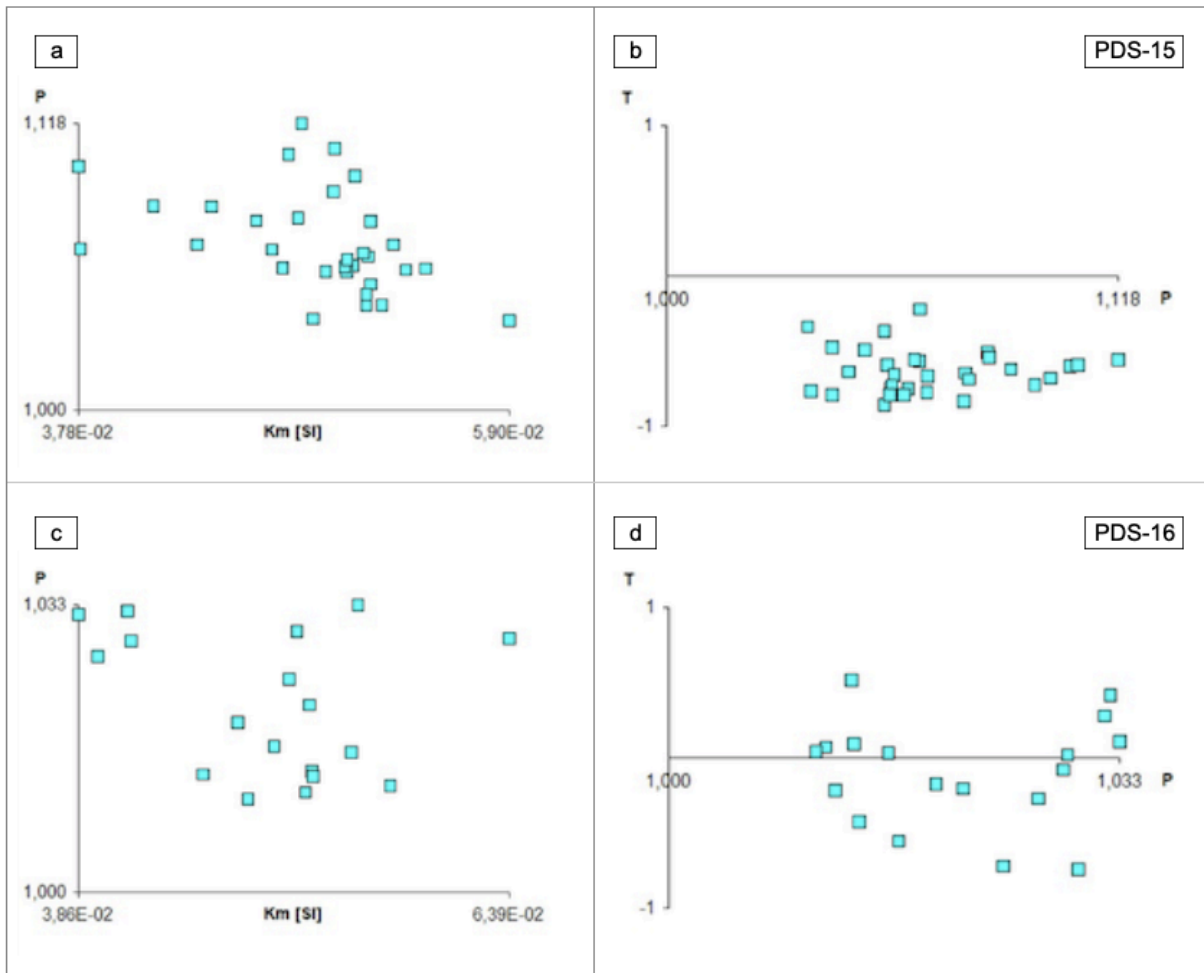 a
P
1,118
1,000
3,78E-02
Km [SI]
5,90E-02
b
PDS-15
T
1
1,000
1,118
P
-1
c
P
1,033
1,000
3,86E-02
Km [SI]
6,39E-02
d
PDS-16
T
1
1,000
1,033
P
-1